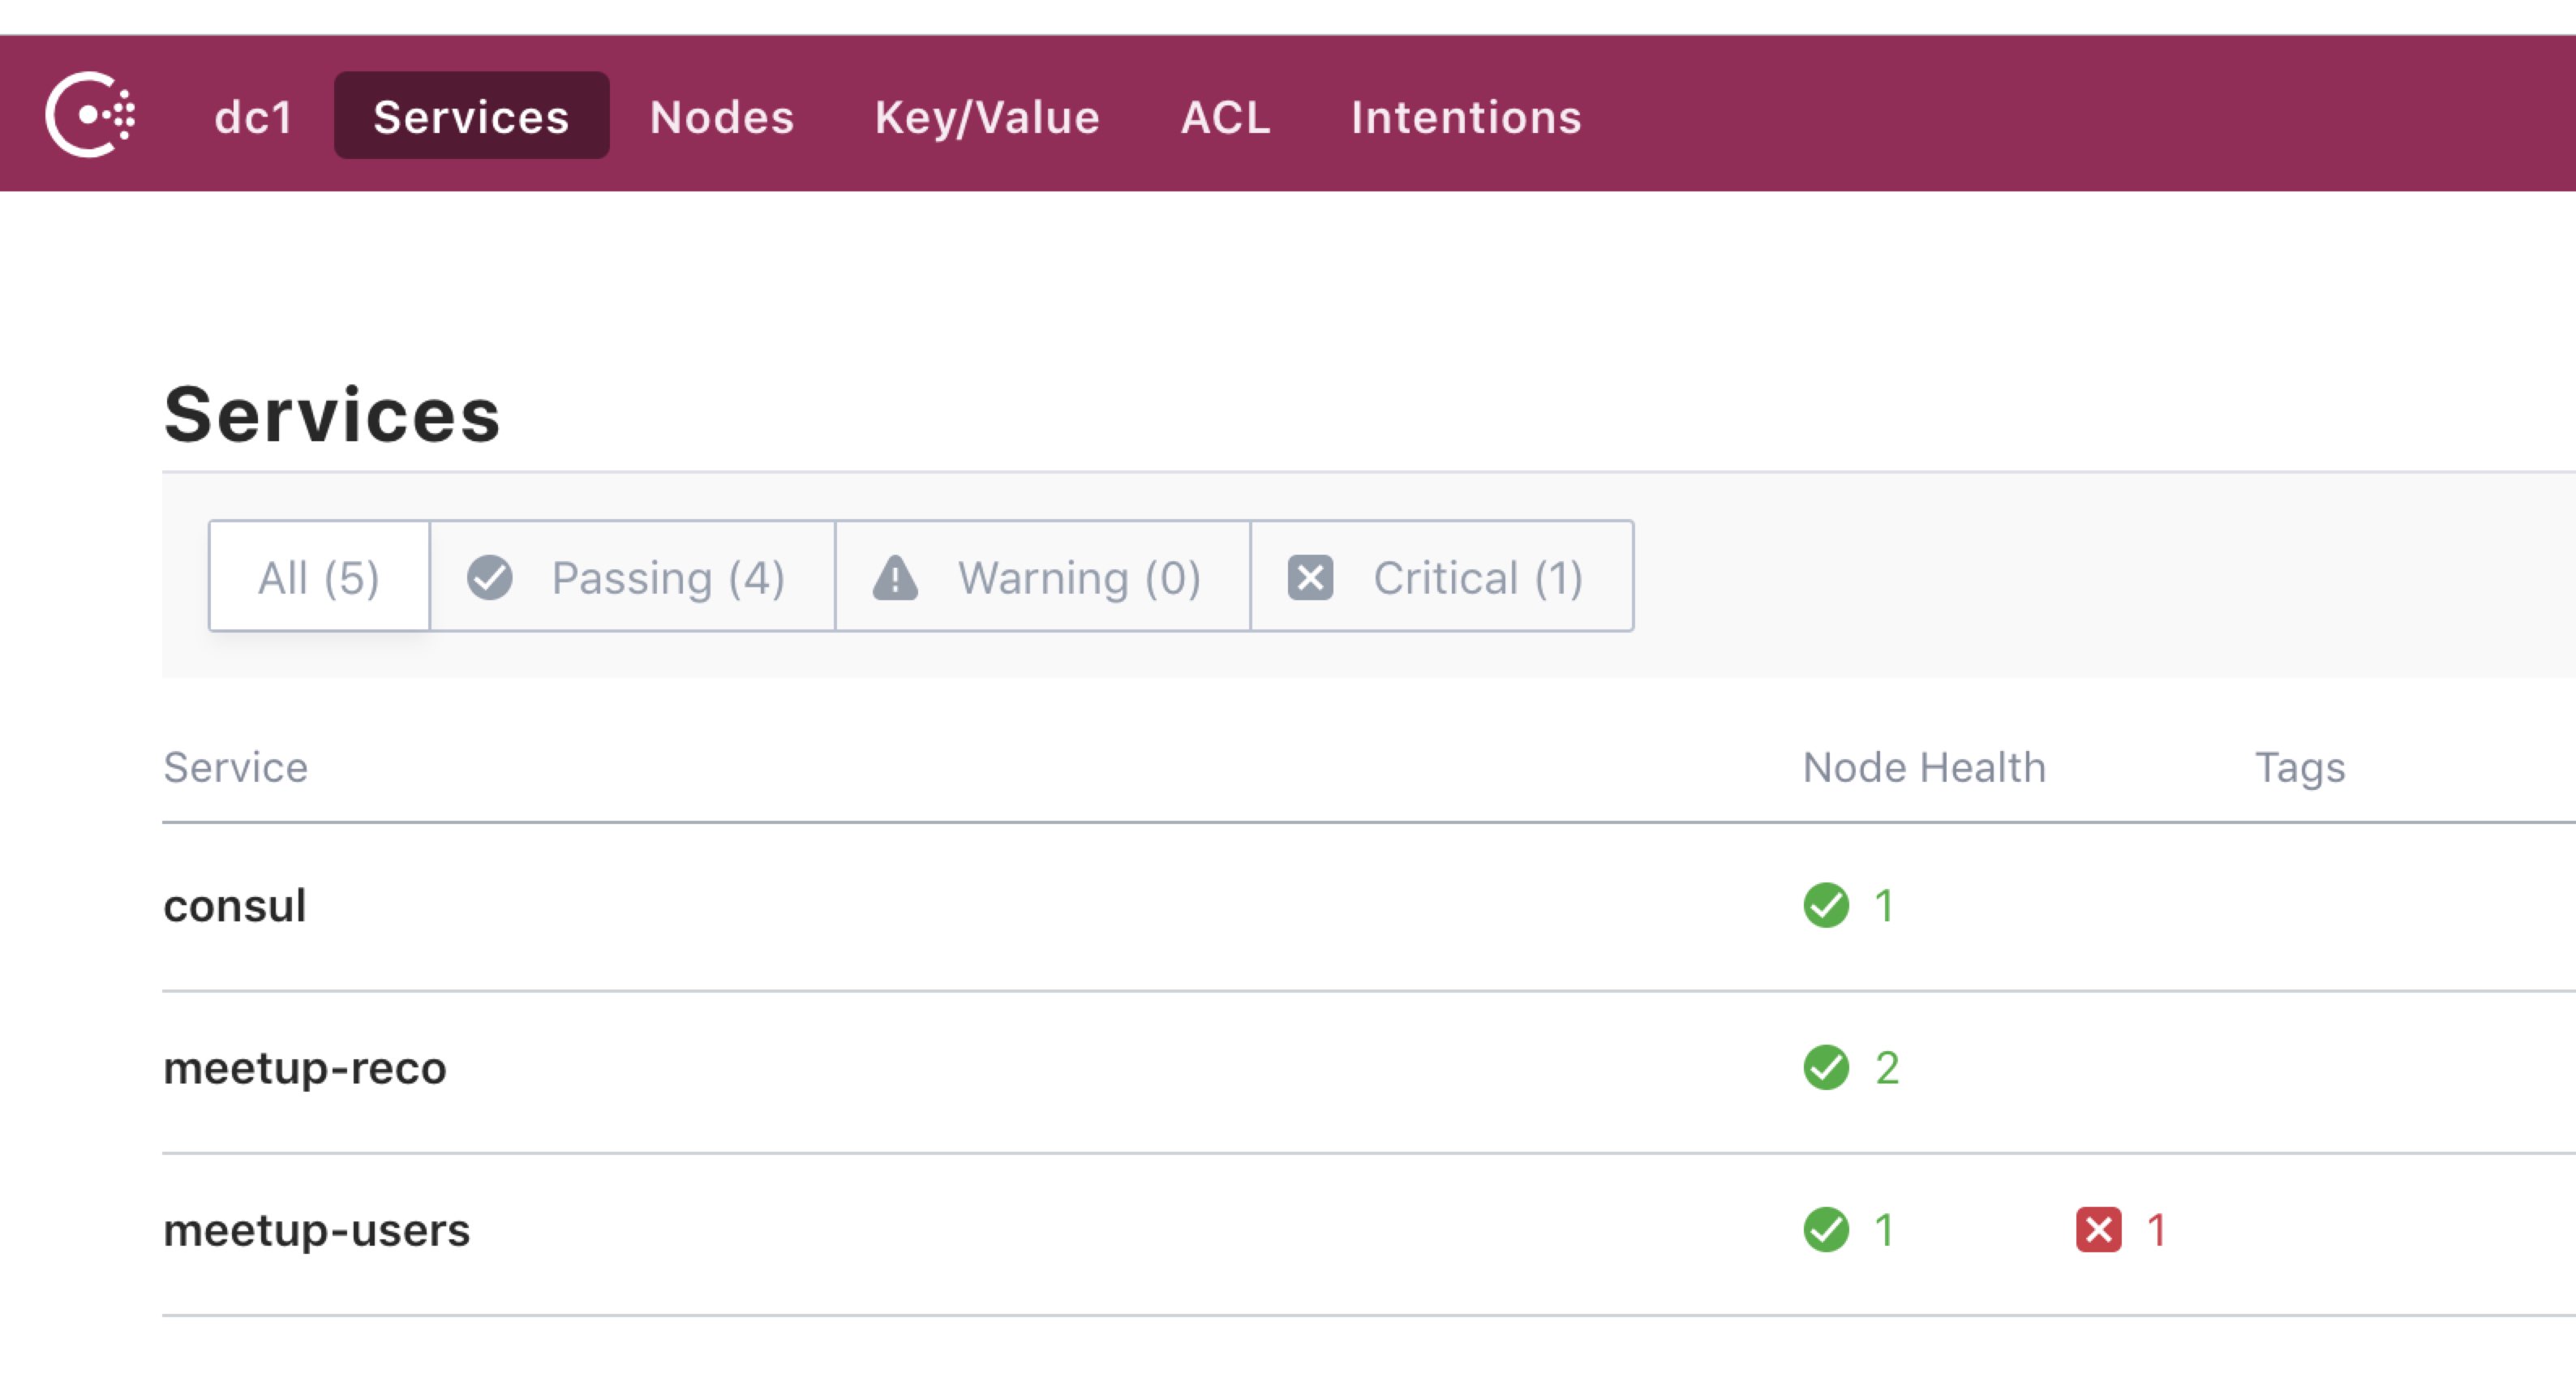 dc1 Services Nodes Key/Value ACL Intentions
Services
All (5) Passing (4) Warning (0) Critical (1)
Service Node Health Tags
consul 1
meetup-reco 2
meetup-users 1 1